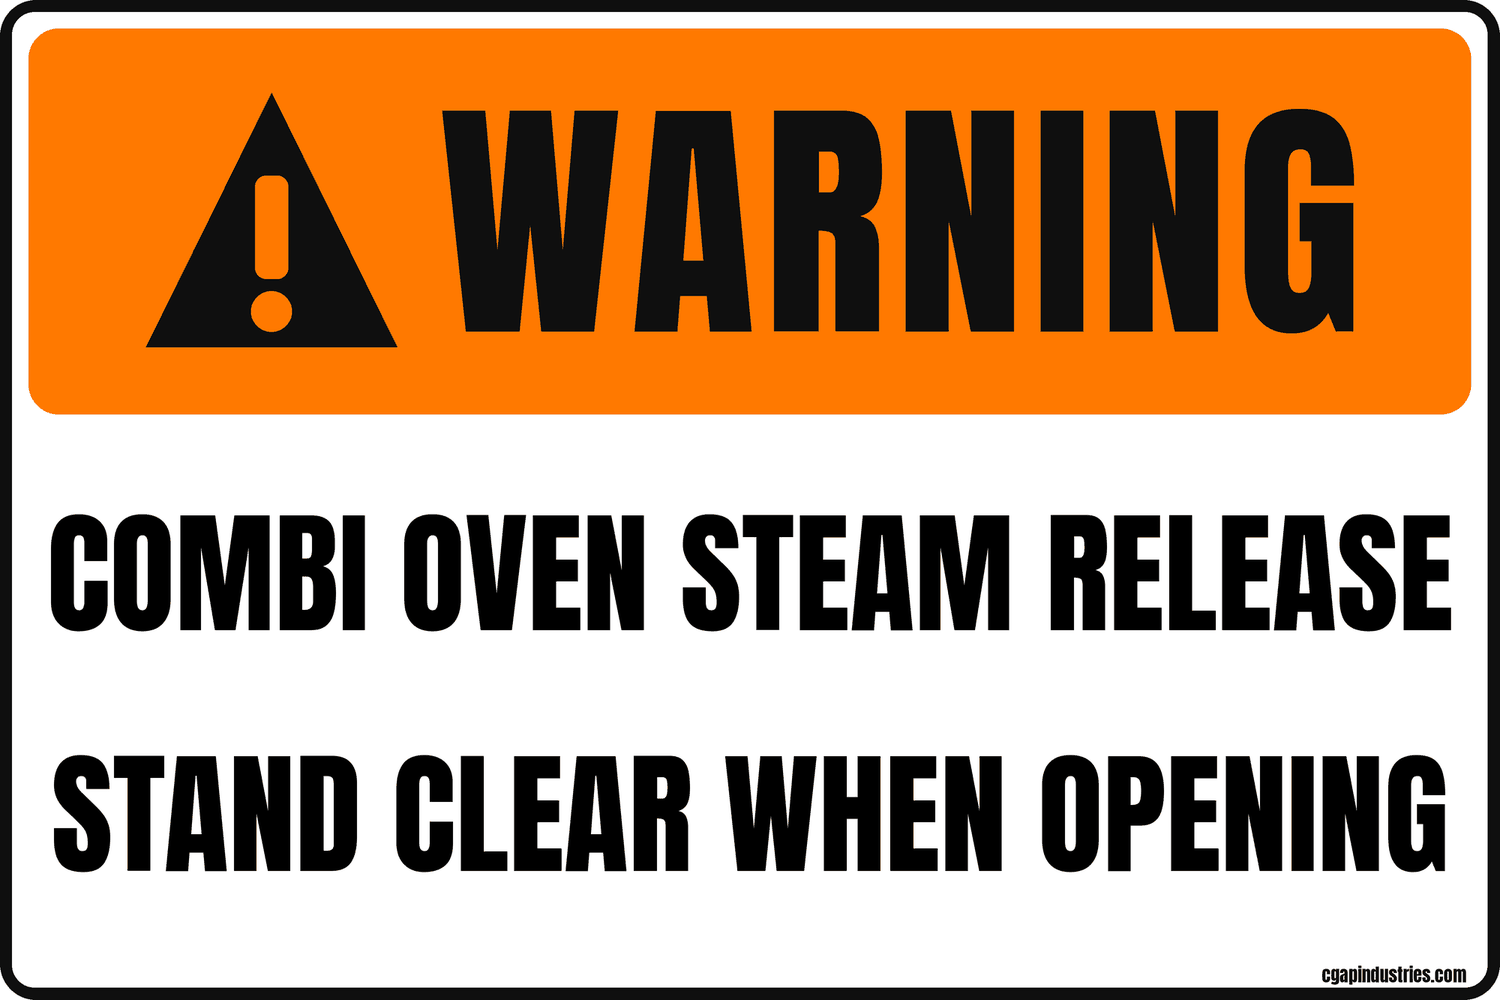 WARNING
COMBI OVEN STEAM RELEASE
STAND CLEAR WHEN OPENING
cgapindustries.com